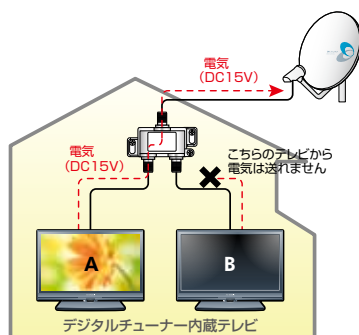 電気
(DC15V)
電気
(DC15V)
こちらのテレビから
電気は送れません
A
B
デジタルチューナー内蔵テレビ